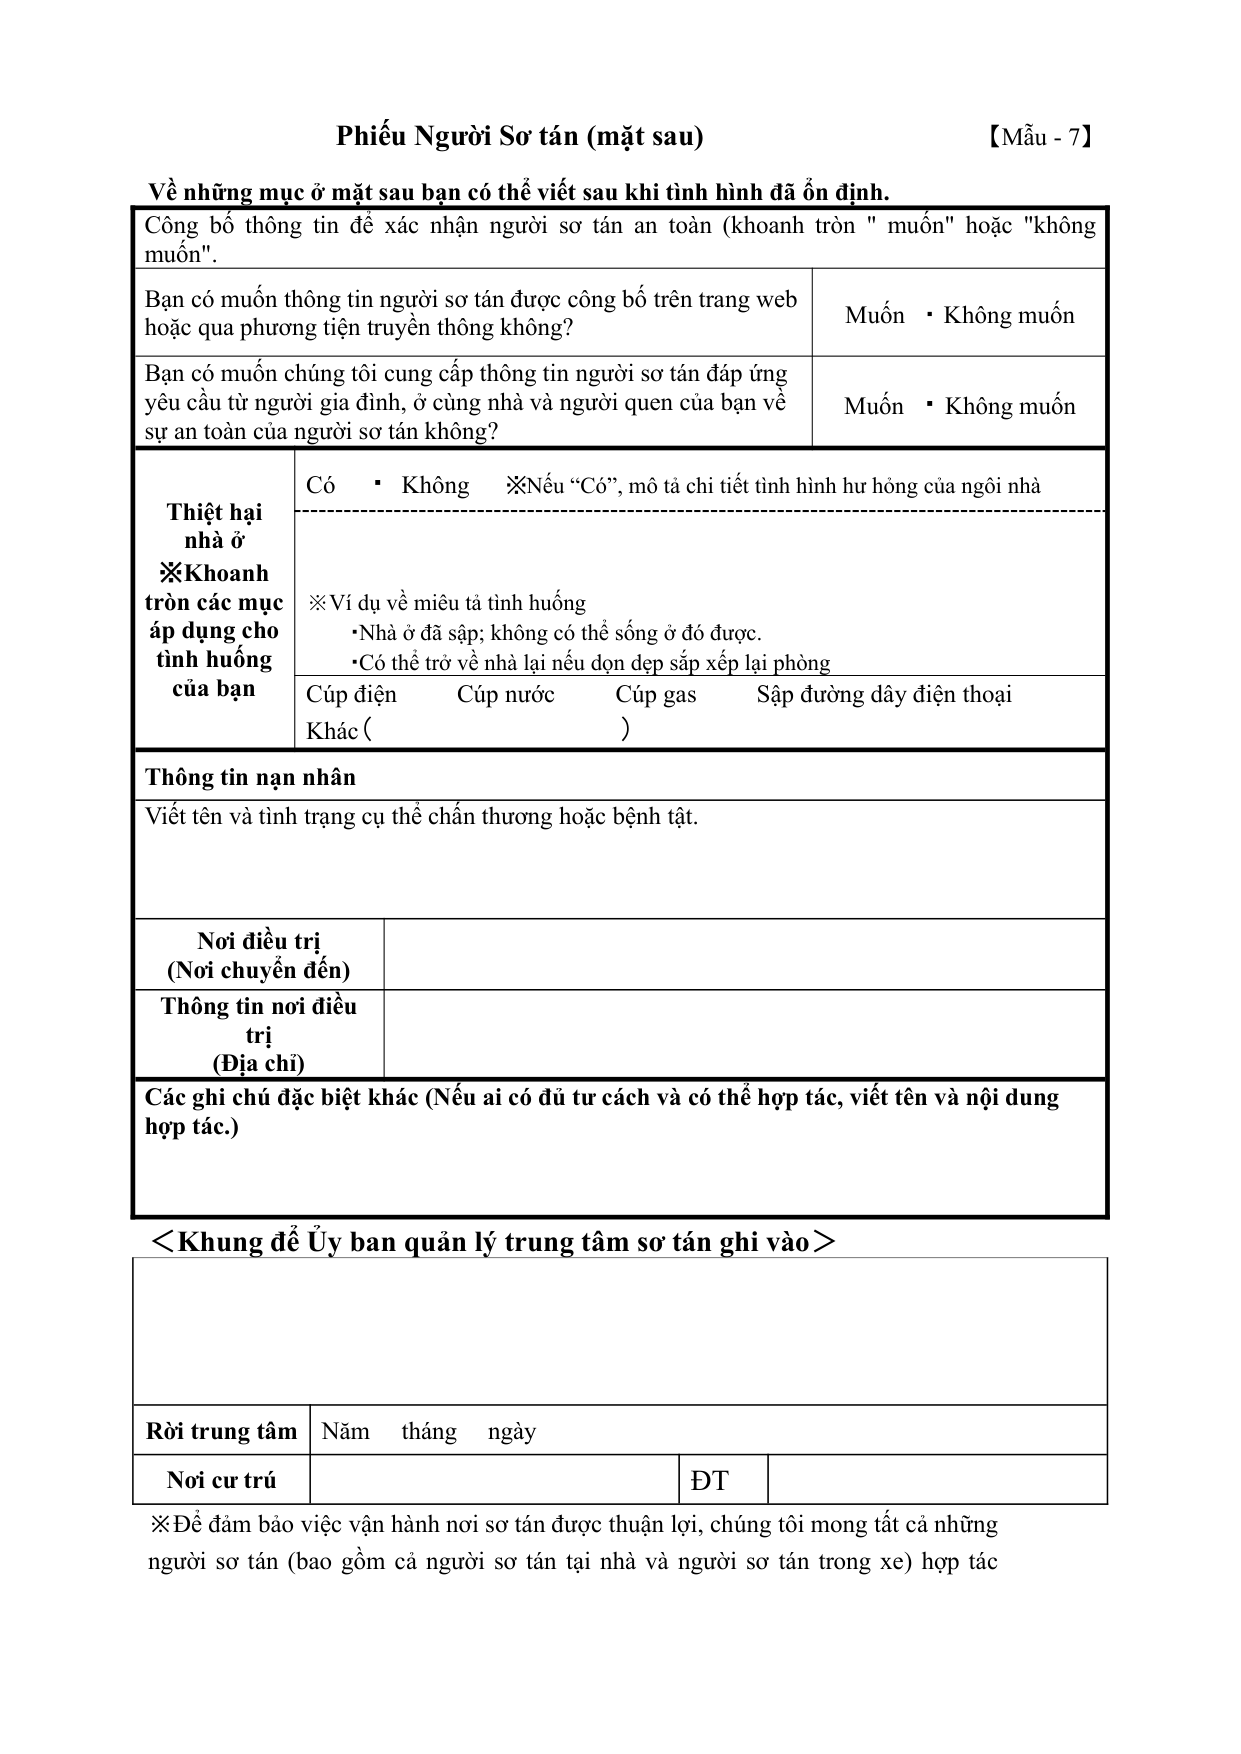 Phiếu Người Sơ tán (mặt sau) 【Mẫu - 7】
Về những mục ở mặt sau bạn có thể viết sau khi tình hình đã ổn định.
Công bố thông tin để xác nhận người sơ tán an toàn (khoanh tròn " muốn" hoặc "không
muốn".
Bạn có muốn thông tin người sơ tán được công bố trên trang web
hoặc qua phương tiện truyền thông không?
Muốn ・ Không muốn
Bạn có muốn chúng tôi cung cấp thông tin người sơ tán đáp ứng
yêu cầu từ người gia đình, ở cùng nhà và người quen của bạn về
sự an toàn của người sơ tán không?
Muốn ・ Không muốn
Thiệt hại
nhà ở
※Khoanh
tròn các mục
áp dụng cho
tình huống
của bạn
Có ・ Không ※Nếu “Có”, mô tả chi tiết tình hình hư hỏng của ngôi nhà
※Ví dụ về miêu tả tình huống
・Nhà ở đã sập; không có thể sống ở đó được.
・Có thể trở về nhà lại nếu dọn dẹp sắp xếp lại phòng
Cúp điện Cúp nước Cúp gas Sập đường dây điện thoại
Khác( )
Thông tin nạn nhân
Viết tên và tình trạng cụ thể chấn thương hoặc bệnh tật.
Nơi điều trị
(Nơi chuyển đến)
Thông tin nơi điều
trị
(Địa chỉ)
Các ghi chú đặc biệt khác (Nếu ai có đủ tư cách và có thể hợp tác, viết tên và nội dung
hợp tác.)
＜Khung để Ủy ban quản lý trung tâm sơ tán ghi vào＞
Rời trung tâm Năm tháng ngày
Nơi cư trú ĐT
※Để đảm bảo việc vận hành nơi sơ tán được thuận lợi, chúng tôi mong tất cả những
người sơ tán (bao gồm cả người sơ tán tại nhà và người sơ tán trong xe) hợp tác